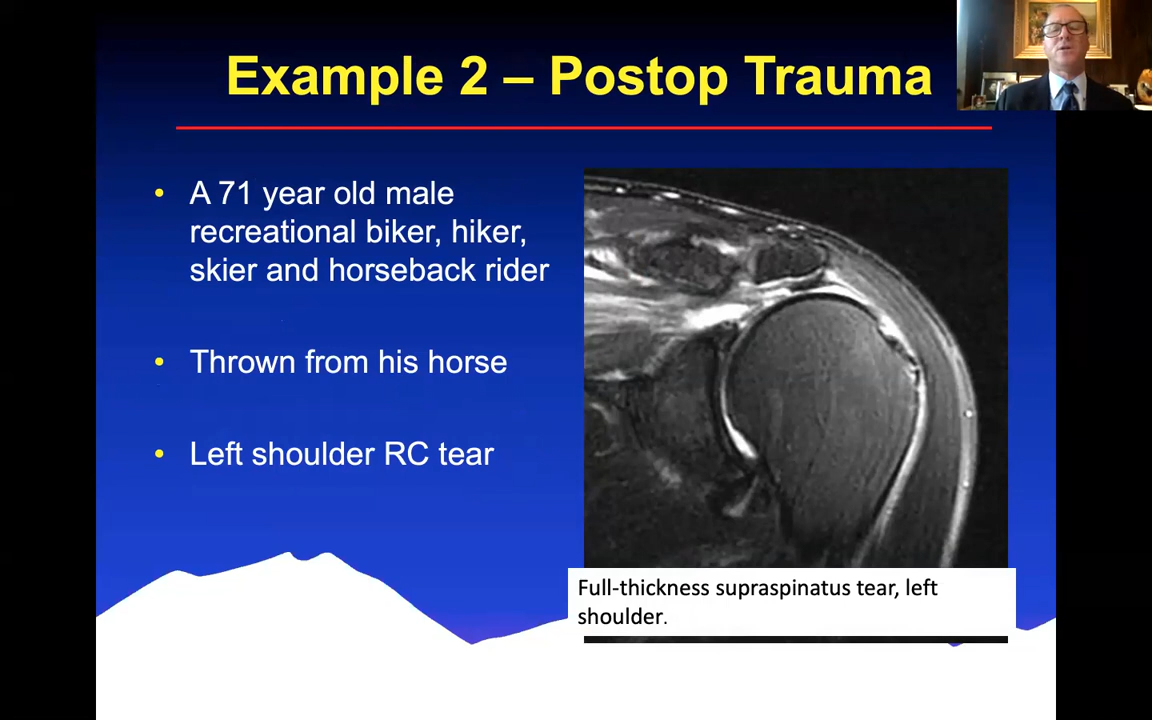 Example 2 – Postop Trauma
• A 71 year old male
recreational biker, hiker,
skier and horseback rider
• Thrown from his horse
• Left shoulder RC tear
Full-thickness supraspinatus tear, left
shoulder.